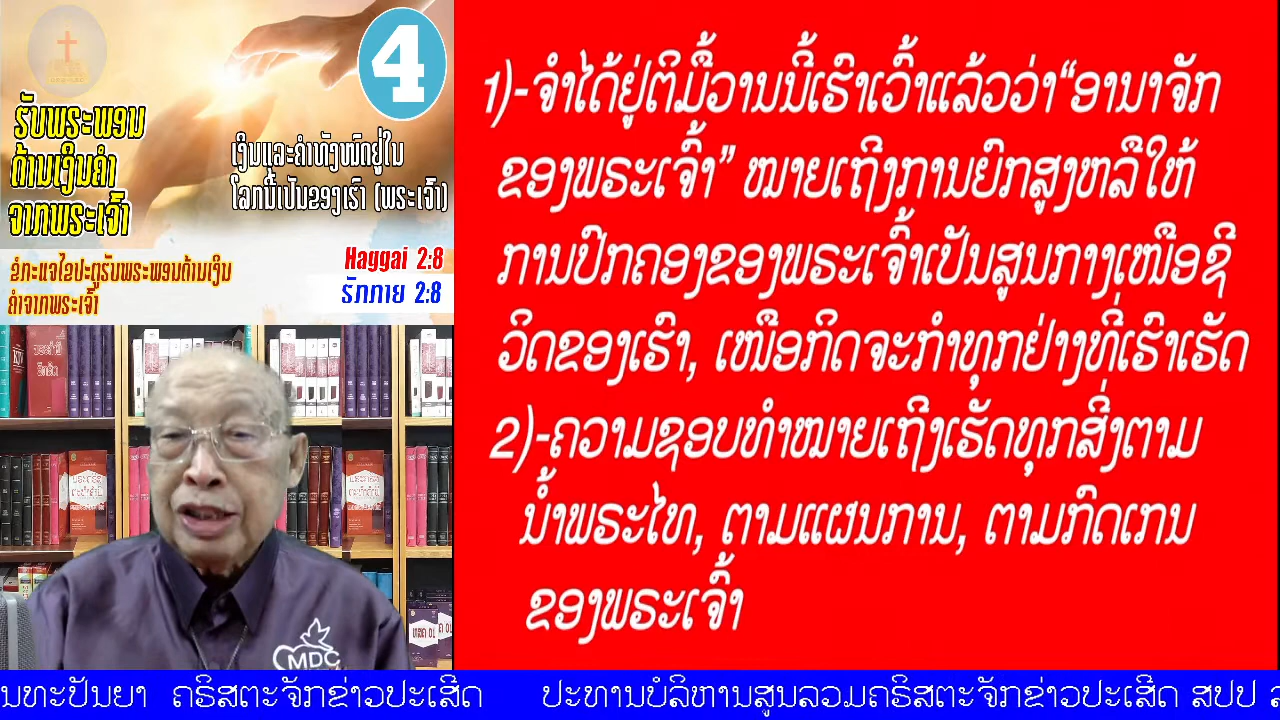 4
ຮັບພຣະພອນ
ດ້ານເງິນຄຳ
ຈາກພຣະເຈົ້າ
ເງິນແລະຄຳທັງໝົດຢູ່ໃນ
ໂລກນີ້ເປັນຂອງເຮົາ (ພຣະເຈົ້າ)
Haggai 2:8
ຮັກກາຍ 2:8
ຂໍກະແຈໄຂປະຕູຮັບພຣະພອນດ້ານເງິນ
ຄຳຈາກພຣະເຈົ້າ
1)-ຈຳໄດ້ຢູ່ຕິມື້ວານນີ້ເຮົາເວົ້າແລ້ວວ່າ“ອານາຈັກ
ຂອງພຣະເຈົ້າ” ໝາຍເຖິງການຍົກສູງຫລືໃຫ້
ການປົກຄອງຂອງພຣະເຈົ້າເປັນສູນກາງເໜືອຊີ
ວິດຂອງເຮົາ, ເໜືອກິດຈະກຳທຸກຢ່າງທີ່ເຮົາເຮັດ
2)-ຄວາມຊອບທຳໝາຍເຖິງເຮັດທຸກສິ່ງຕາມ
ນ້ຳພຣະໄທ, ຕາມແຜນການ, ຕາມກົດເກນ
ຂອງພຣະເຈົ້າ
MDC
ນທະປັນຍາ ຄຣິສຕະຈັກຂ່າວປະເສີດ ປະທານບໍລິຫານສູນລວມຄຣິສຕະຈັກຂ່າວປະເສີດ ສປປ